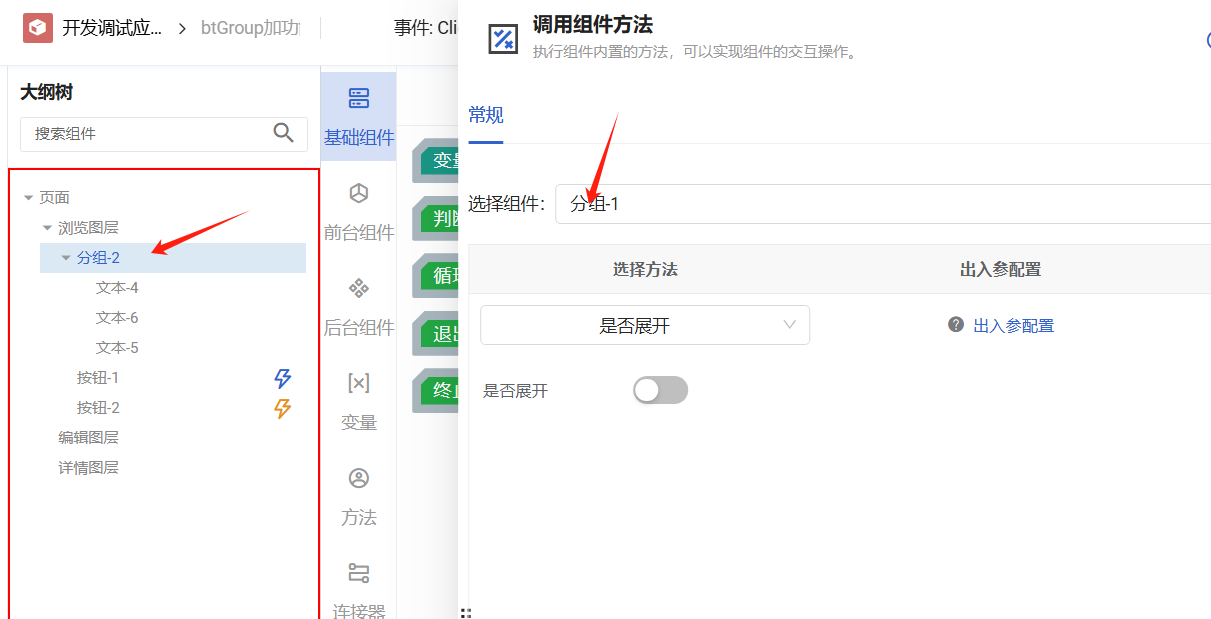 开发调试应...
btGroup加功
事件: Cli
大纲树
搜索组件
页面
浏览图层
分组-2
文本-4
文本-6
文本-5
按钮-1
按钮-2
编辑图层
详情图层
基础组件
前台组件
后台组件
变量
方法
连接器
变量
判断
循环
退出
终止
调用组件方法
执行组件内置的方法，可以实现组件的交互操作。
常规
选择组件：
分组-1
选择方法
出入参配置
是否展开
出入参配置
是否展开